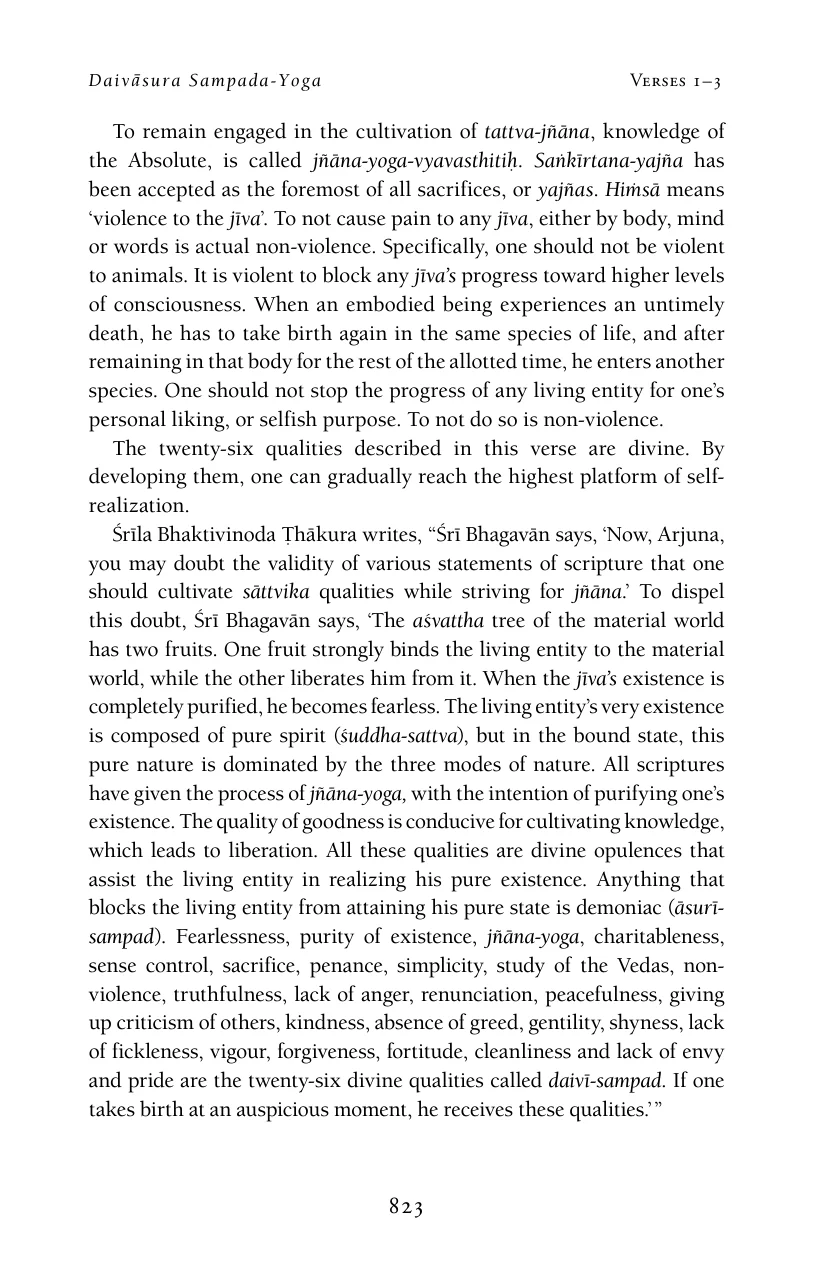 Daivāsura Sampada-Yoga Verses 1–3
To remain engaged in the cultivation of tattva-jñāna, knowledge of
the Absolute, is called jñāna-yoga-vyavasthitiḥ. Saṅkīrtana-yajña has
been accepted as the foremost of all sacrifices, or yajñas. Hiṁsā means
‘violence to the jīva’. To not cause pain to any jīva, either by body, mind
or words is actual non-violence. Specifically, one should not be violent
to animals. It is violent to block any jīva’s progress toward higher levels
of consciousness. When an embodied being experiences an untimely
death, he has to take birth again in the same species of life, and after
remaining in that body for the rest of the allotted time, he enters another
species. One should not stop the progress of any living entity for one’s
personal liking, or selfish purpose. To not do so is non-violence.
The twenty-six qualities described in this verse are divine. By
developing them, one can gradually reach the highest platform of self-
realization.
Śrīla Bhaktivinoda Ṭhākura writes, “Śrī Bhagavān says, ‘Now, Arjuna,
you may doubt the validity of various statements of scripture that one
should cultivate sāttvika qualities while striving for jñāna.’ To dispel
this doubt, Śrī Bhagavān says, ‘The aśvattha tree of the material world
has two fruits. One fruit strongly binds the living entity to the material
world, while the other liberates him from it. When the jīva’s existence is
completely purified, he becomes fearless. The living entity’s very existence
is composed of pure spirit (śuddha-sattva), but in the bound state, this
pure nature is dominated by the three modes of nature. All scriptures
have given the process of jñāna-yoga, with the intention of purifying one’s
existence. The quality of goodness is conducive for cultivating knowledge,
which leads to liberation. All these qualities are divine opulences that
assist the living entity in realizing his pure existence. Anything that
blocks the living entity from attaining his pure state is demoniac (āsurī-
sampad). Fearlessness, purity of existence, jñāna-yoga, charitableness,
sense control, sacrifice, penance, simplicity, study of the Vedas, non-
violence, truthfulness, lack of anger, renunciation, peacefulness, giving
up criticism of others, kindness, absence of greed, gentility, shyness, lack
of fickleness, vigour, forgiveness, fortitude, cleanliness and lack of envy
and pride are the twenty-six divine qualities called daivī-sampad. If one
takes birth at an auspicious moment, he receives these qualities.’ ”
823